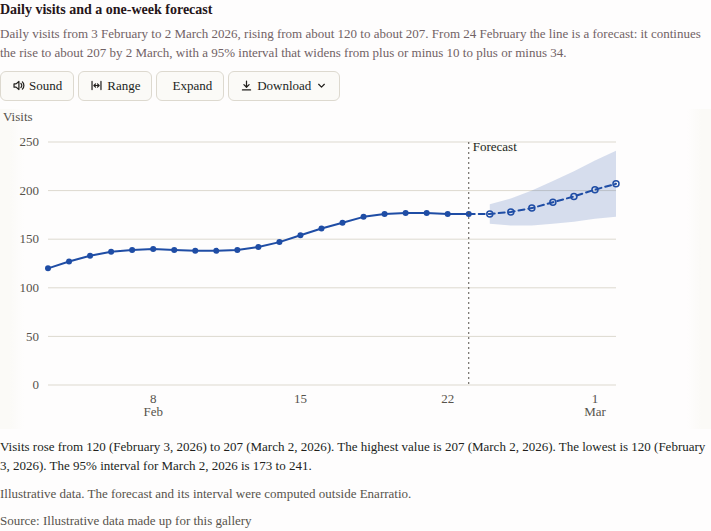 Daily visits and a one-week forecast
Daily visits from 3 February to 2 March 2026, rising from about 120 to about 207. From 24 February the line is a forecast: it continues
the rise to about 207 by 2 March, with a 95% interval that widens from plus or minus 10 to plus or minus 34.
Sound Range Expand Download
Visits
250
Forecast
200
150
100
50
0
8 15 22 1
Feb Mar
Visits rose from 120 (February 3, 2026) to 207 (March 2, 2026). The highest value is 207 (March 2, 2026). The lowest is 120 (February
3, 2026). The 95% interval for March 2, 2026 is 173 to 241.
Illustrative data. The forecast and its interval were computed outside Enarratio.
Source: Illustrative data made up for this gallery